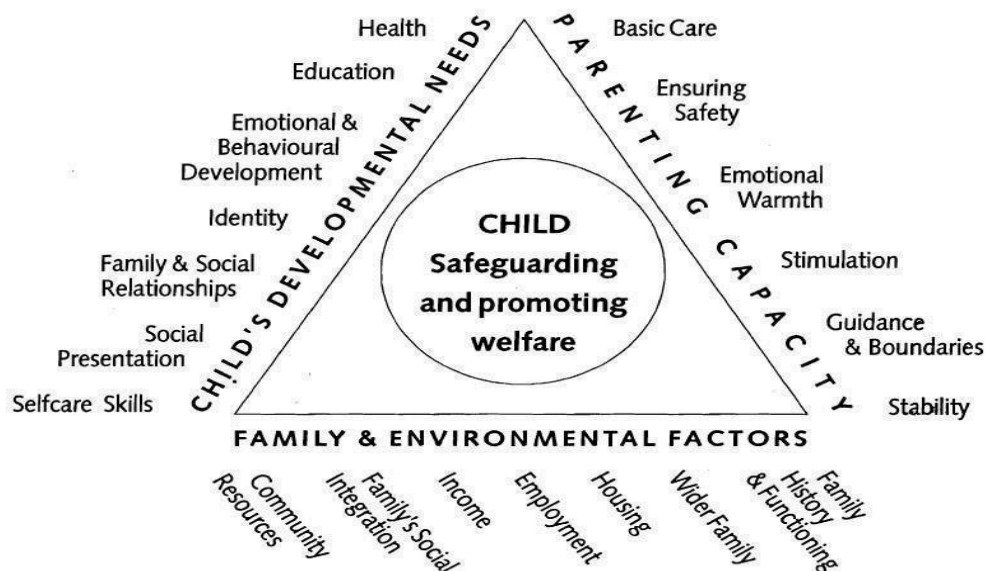 Health
Education
Emotional &
Behavioural
Development
Identity
Family & Social
Relationships
Social
Presentation
Selfcare Skills
CHILD'S DEVELOPMENTAL NEEDS
PARENTING CAPACITY
Basic Care
Ensuring
Safety
Emotional
Warmth
Stimulation
Guidance
& Boundaries
Stability
CHILD
Safeguarding
and promoting
welfare
FAMILY & ENVIRONMENTAL FACTORS
Community
Resources
Family's Social
Integration
Income
Employment
Housing
Wider Family
Family
History
& Functioning